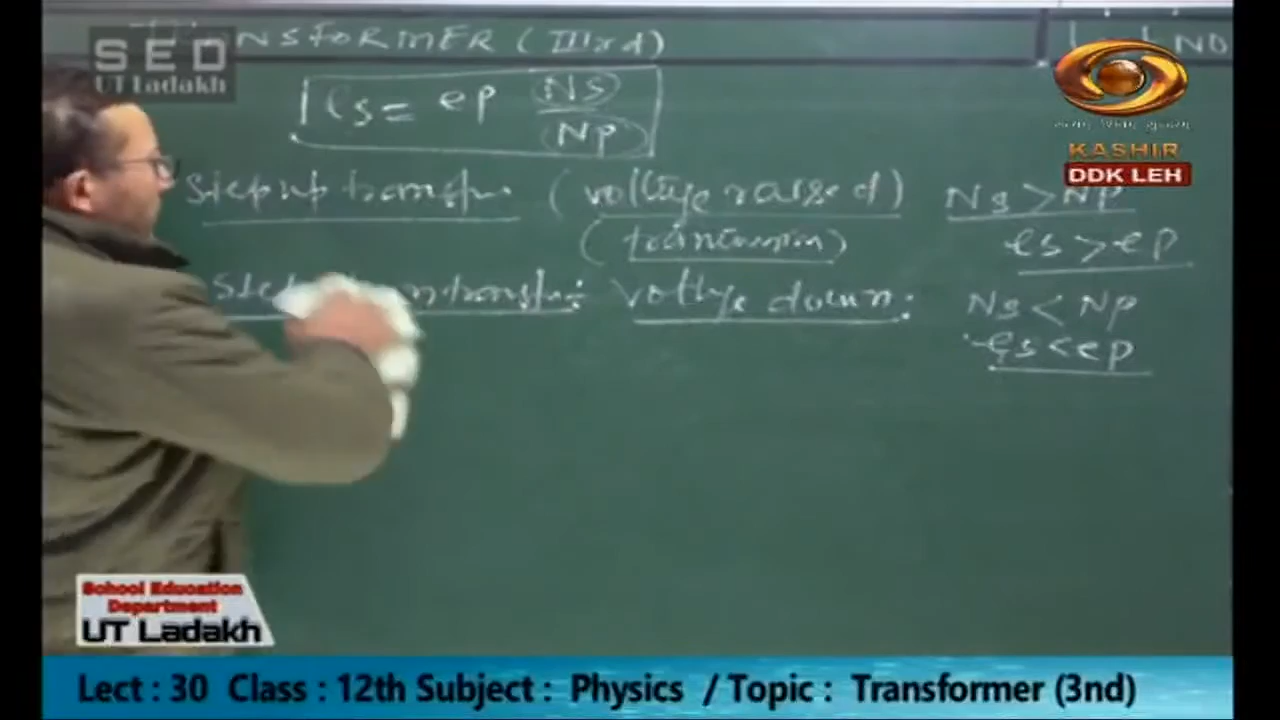 TRANSFORMER (IIIrd)
SED
UT Ladakh
es = ep Ns
Np
Step up transfer (voltage raised) Ns > Np
es > ep
voltage down: Ns < Np
es < ep
KASHIR
DDK LEH
School Education
Department
UT Ladakh
Lect : 30 Class : 12th Subject : Physics / Topic : Transformer (3nd)